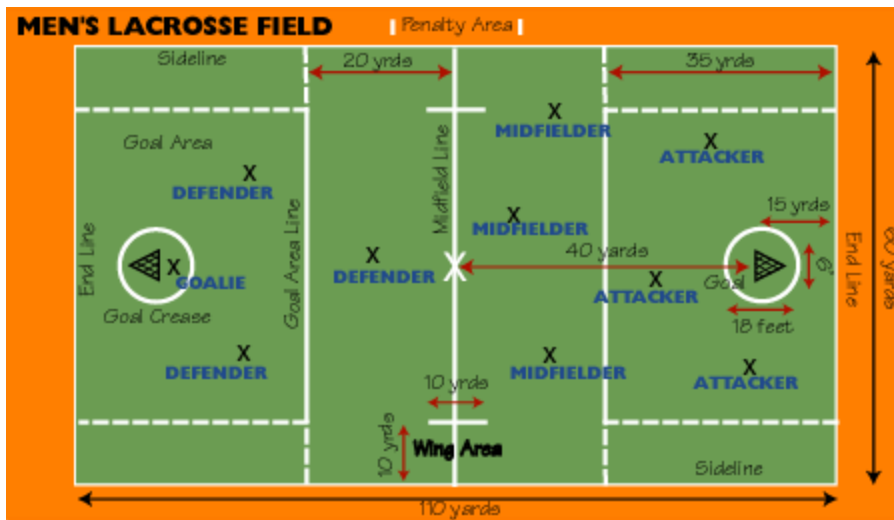 MEN'S LACROSSE FIELD
Penalty Area
Sideline
20 yrds
35 yrds
X
MIDFIELDER
X
ATTACKER
Goal Area
X
DEFENDER
Midfield Line
Goal Area Line
End Line
X
MIDFIELDER
15 yrds
X
DEFENDER
X
40 yards
X
GOALIE
X
ATTACKER
Goal
6'
End Line
60 yards
Goal Crease
18 feet
X
DEFENDER
X
MIDFIELDER
X
ATTACKER
10 yrds
10 yrds
Wing Area
Sideline
110 yards